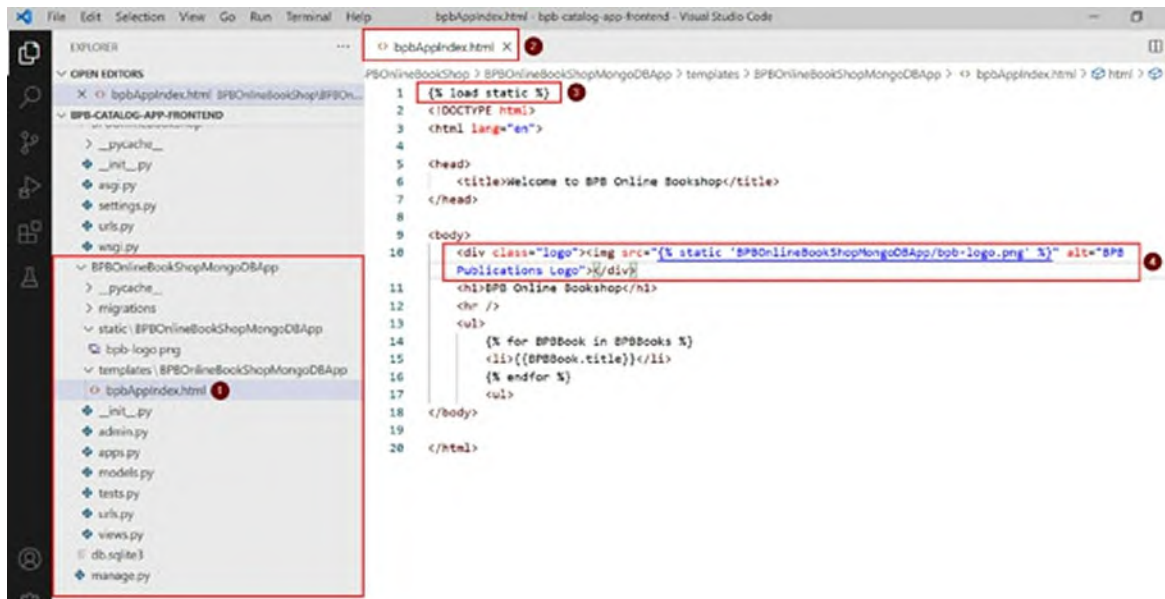 File Edit Selection View Go Run Terminal Help bpbAppIndex.html - bpb-catalog-app-frontend - Visual Studio Code
EXPLORER ...
OPEN EDITORS
X <> bpbAppIndex.html BPBOnlineBookShop\BPBOn...
BPB-CATALOG-APP-FRONTEND
__pycache__
__init__.py
asgi.py
settings.py
urls.py
wsgi.py
BPBOnlineBookShopMongoDBApp
__pycache__
migrations
static \ BPBOnlineBookShopMongoDBApp
bpb-logo.png
templates \ BPBOnlineBookShopMongoDBApp
<> bpbAppIndex.html 1
__init__.py
admin.py
apps.py
models.py
tests.py
urls.py
views.py
db.sqlite3
manage.py
<> bpbAppIndex.html X 2
PBOnlineBookShop > BPBOnlineBookShopMongoDBApp > templates > BPBOnlineBookShopMongoDBApp > <> bpbAppIndex.html > html >
1 {% load static %} 3
2 <!DOCTYPE html>
3 <html lang="en">
4
5 <head>
6 <title>Welcome to BPB Online Bookshop</title>
7 </head>
8
9 <body>
10 <div class="logo"><img src="{% static 'BPBOnlineBookShopMongoDBApp/bpb-logo.png' %}" alt="BPB
Publications Logo"></div> 4
11 <h1>BPB Online Bookshop</h1>
12 <hr />
13 <ul>
14 {% for BPBBook in BPBBooks %}
15 <li>{{BPBBook.title}}</li>
16 {% endfor %}
17 <ul>
18 </body>
19
20 </html>